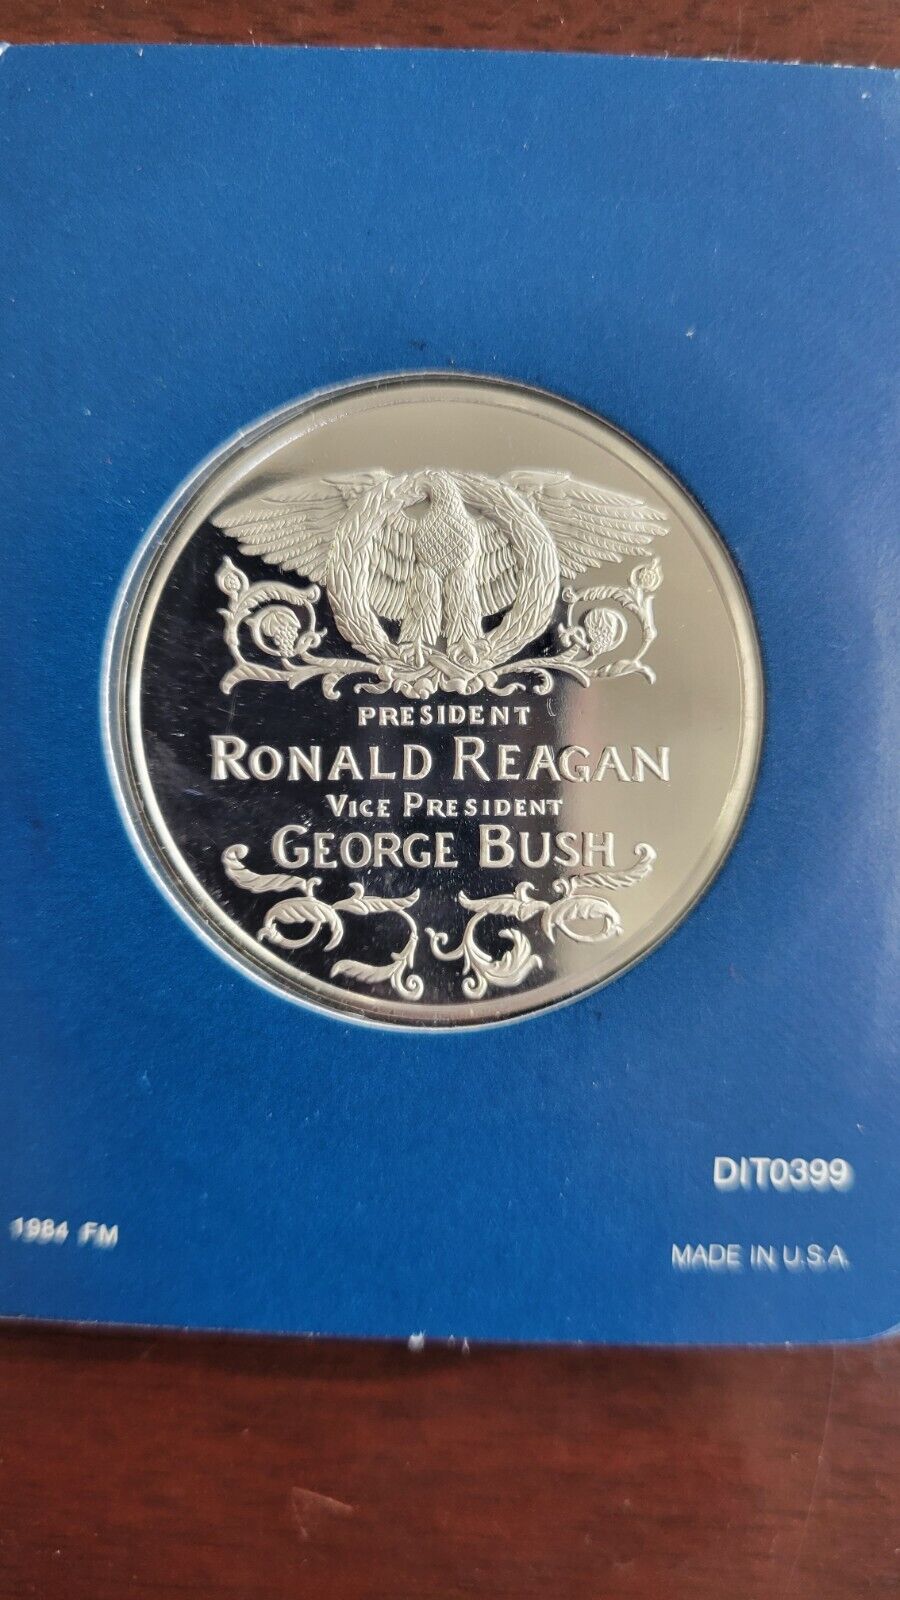 PRESIDENT
RONALD REAGAN
VICE PRESIDENT
GEORGE BUSH
DIT0399
1984 FM
MADE IN U.S.A.